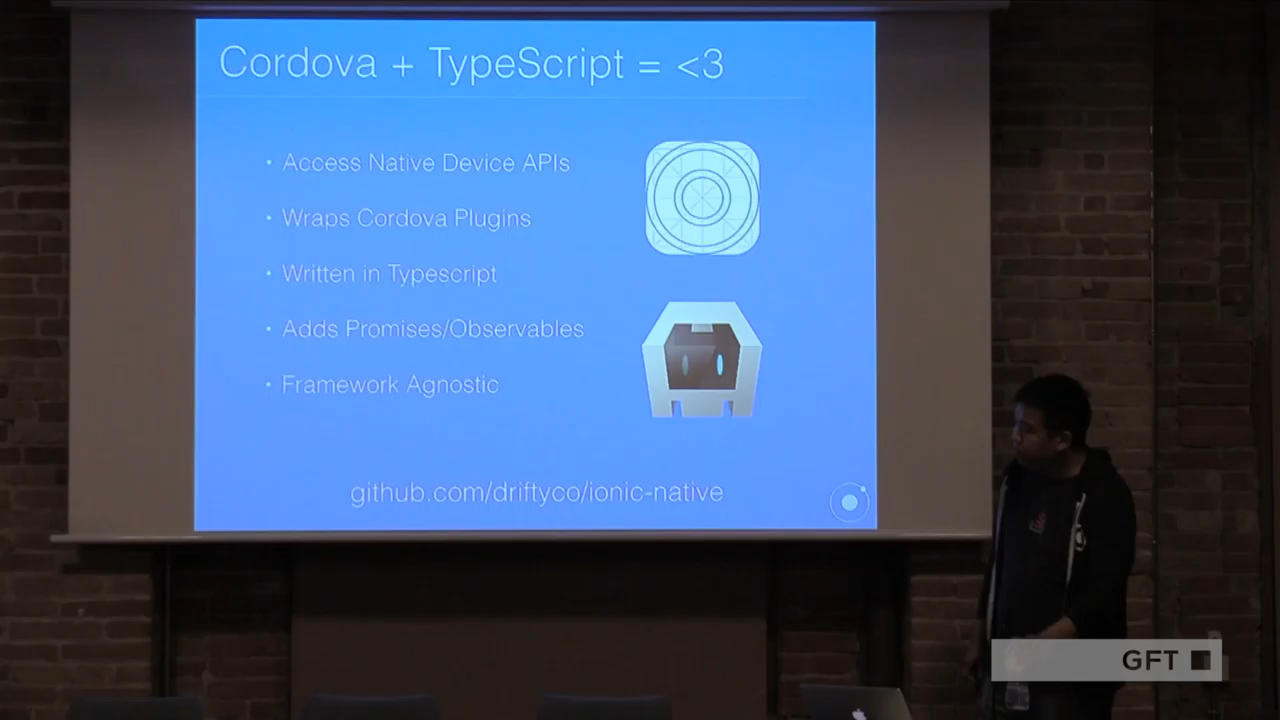 Cordova + TypeScript = <3
• Access Native Device APIs
• Wraps Cordova Plugins
• Written in Typescript
• Adds Promises/Observables
• Framework Agnostic
github.com/driftyco/ionic-native
GFT